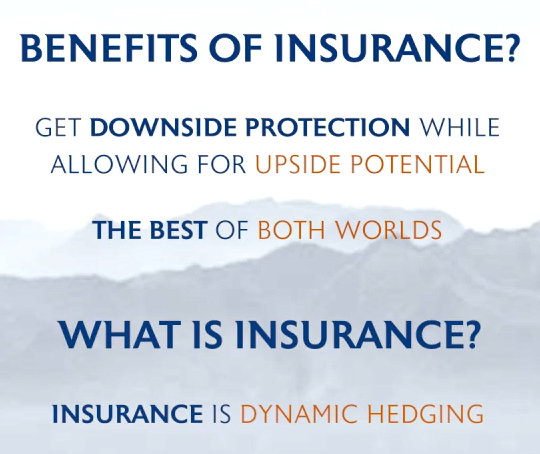 BENEFITS OF INSURANCE?
GET DOWNSIDE PROTECTION WHILE
ALLOWING FOR UPSIDE POTENTIAL
THE BEST OF BOTH WORLDS
WHAT IS INSURANCE?
INSURANCE IS DYNAMIC HEDGING